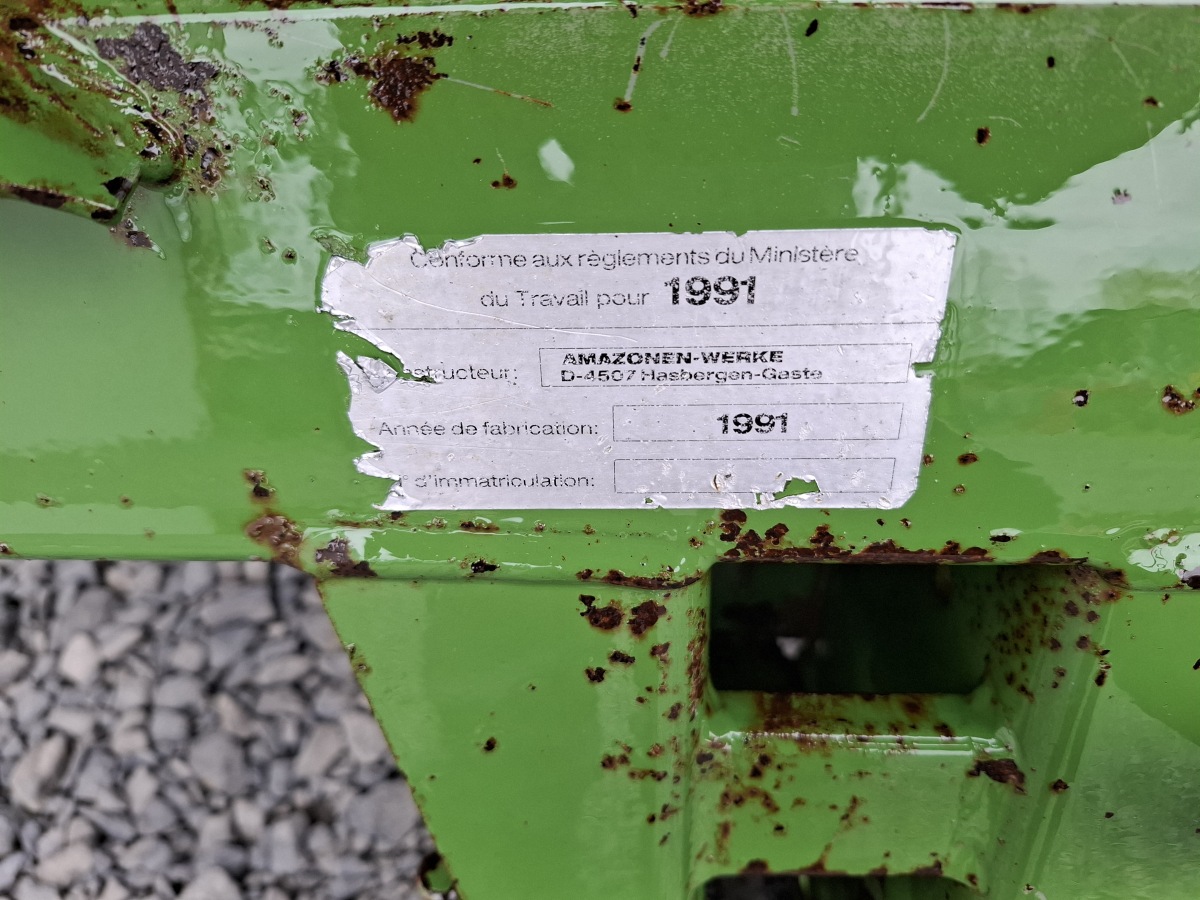 Conforme aux règlements du Ministère
du Travail pour 1991
structeur:
AMAZONEN-WERKE
D-4507 Hasbergen-Gaste
Année de fabrication: 1991
d'immatriculation: